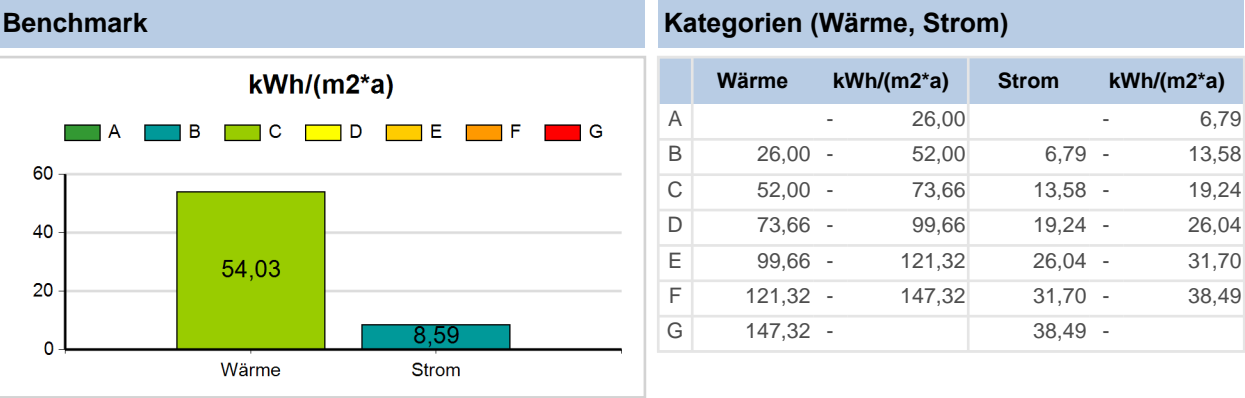 Benchmark
kWh/(m2*a)
A B C D E F G
60
40
20
0
54,03
8,59
Wärme Strom
Kategorien (Wärme, Strom)
Wärme kWh/(m2*a) Strom kWh/(m2*a)
A - 26,00 - 6,79
B 26,00 - 52,00 6,79 - 13,58
C 52,00 - 73,66 13,58 - 19,24
D 73,66 - 99,66 19,24 - 26,04
E 99,66 - 121,32 26,04 - 31,70
F 121,32 - 147,32 31,70 - 38,49
G 147,32 - 38,49 -